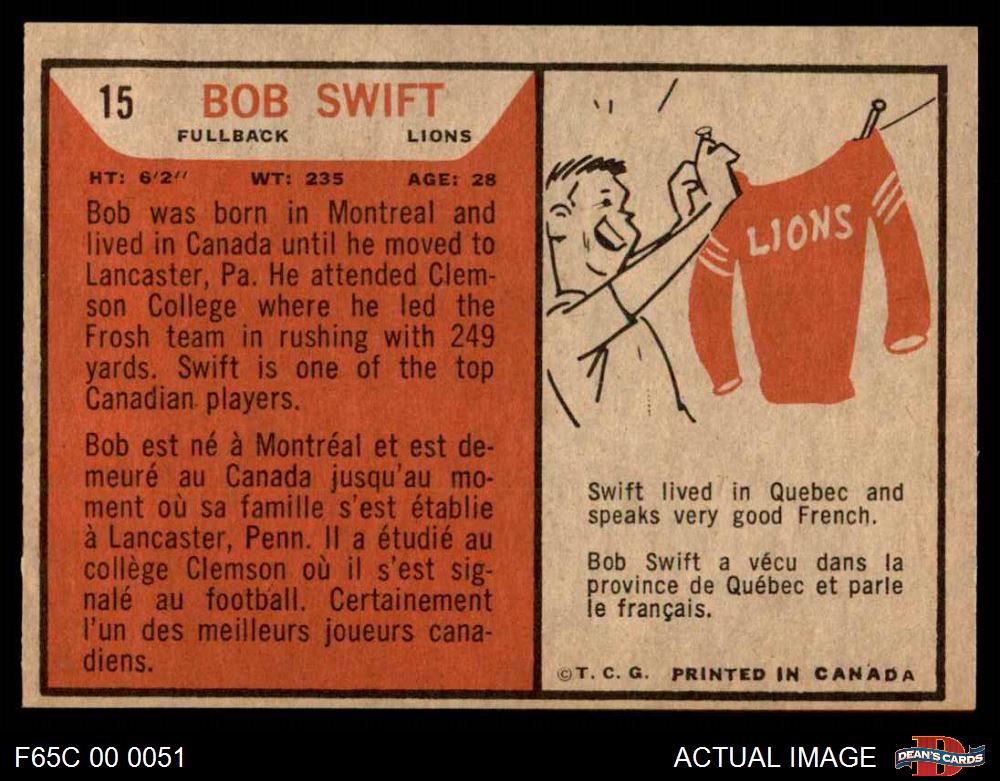 15 BOB SWIFT
FULLBACK LIONS
HT: 6'2" WT: 235 AGE: 28
Bob was born in Montreal and
lived in Canada until he moved to
Lancaster, Pa. He attended Clem-
son College where he led the
Frosh team in rushing with 249
yards. Swift is one of the top
Canadian players.
Bob est né à Montréal et est de-
meuré au Canada jusqu'au mo-
ment où sa famille s'est établie
à Lancaster, Penn. Il a étudié au
collège Clemson où il s'est sig-
nalé au football. Certainement
l'un des meilleurs joueurs cana-
diens.
LIONS
Swift lived in Quebec and
speaks very good French.
Bob Swift a vécu dans la
province de Québec et parle
le français.
©T. C. G. PRINTED IN CANADA
F65C 00 0051
ACTUAL IMAGE
D
DEAN'S CARDS